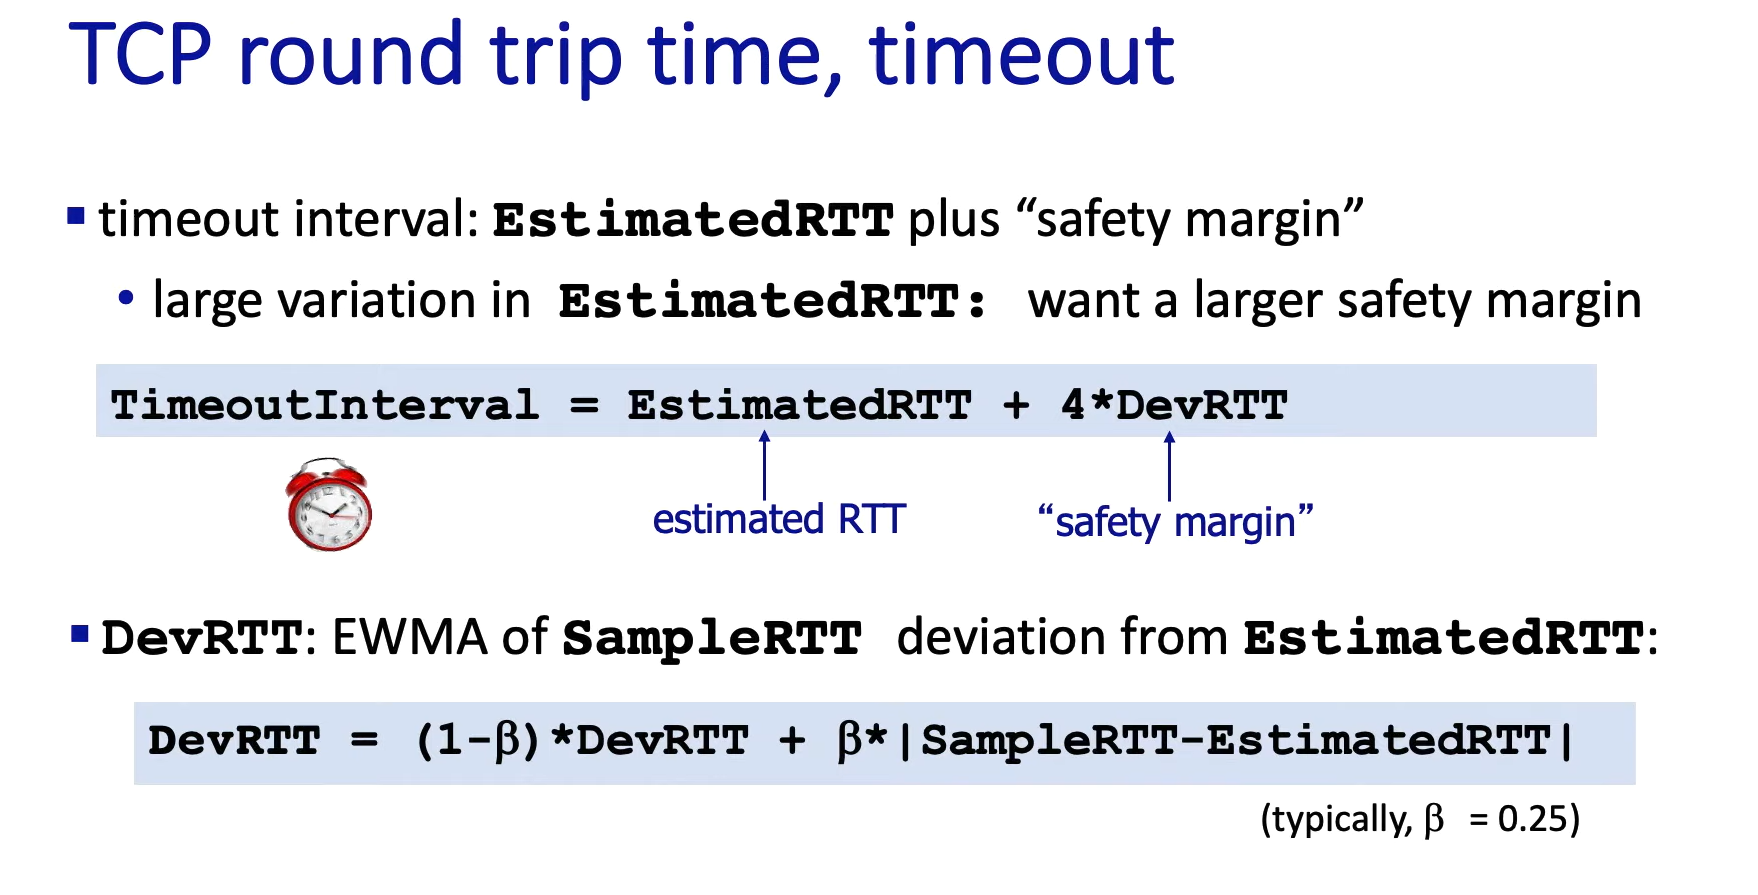 TCP round trip time, timeout
▪ timeout interval: EstimatedRTT plus “safety margin”
• large variation in EstimatedRTT: want a larger safety margin
TimeoutInterval = EstimatedRTT + 4*DevRTT
estimated RTT “safety margin”
▪ DevRTT: EWMA of SampleRTT deviation from EstimatedRTT:
DevRTT = (1-β)*DevRTT + β*|SampleRTT-EstimatedRTT|
(typically, β = 0.25)